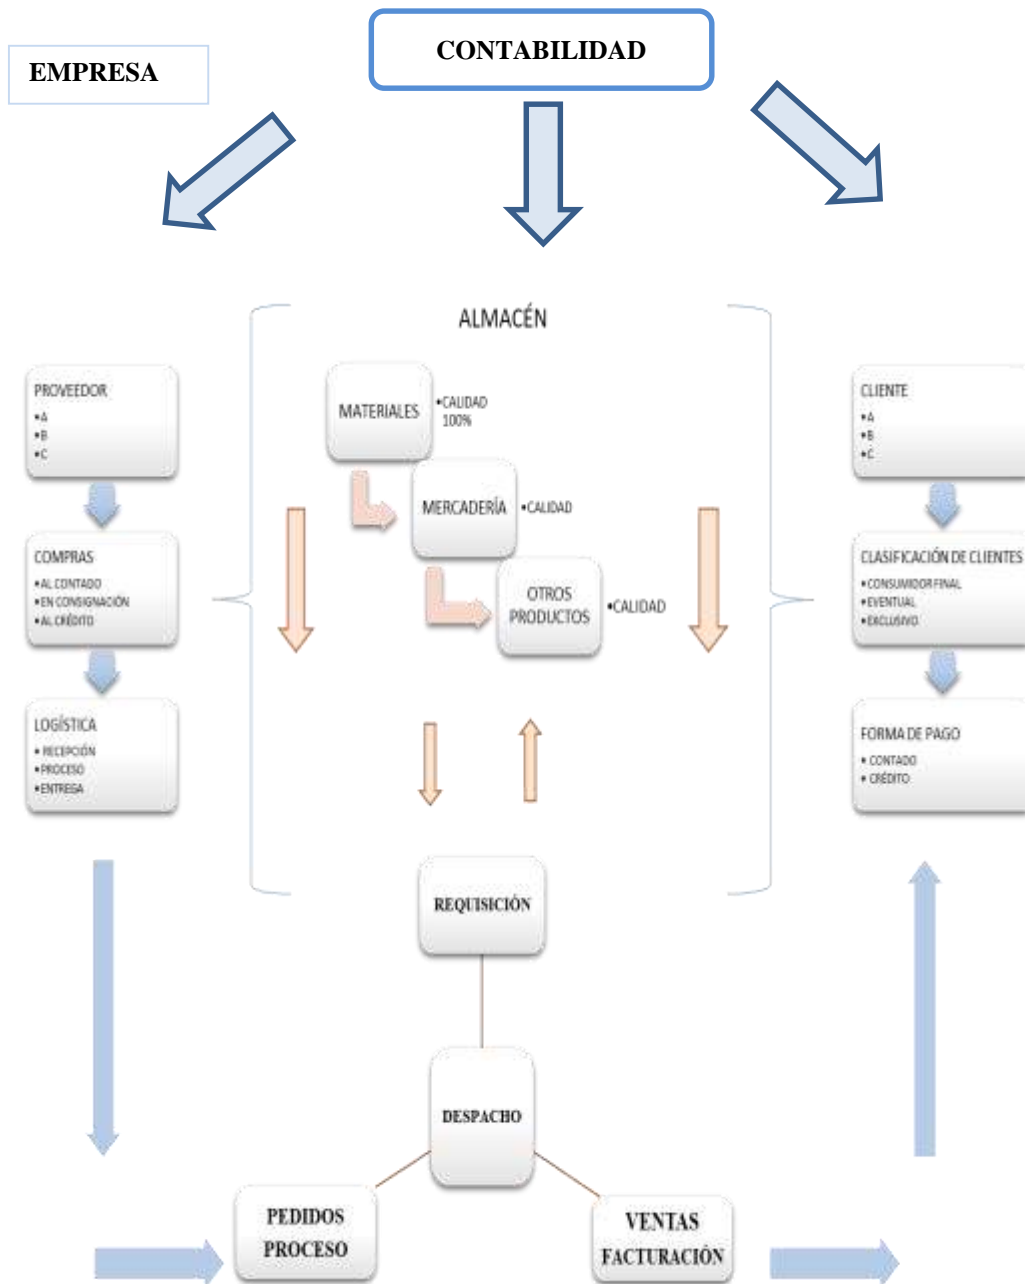 CONTABILIDAD
EMPRESA
ALMACÉN
PROVEEDOR
•A
•B
•C
COMPRAS
•AL CONTADO
•EN CONSIGNACIÓN
•AL CRÉDITO
LOGÍSTICA
• RECEPCIÓN
•PROCESO
•ENTREGA
MATERIALES
•CALIDAD
100%
MERCADERÍA
•CALIDAD
OTROS
PRODUCTOS
•CALIDAD
CLIENTE
•A
•B
•C
CLASIFICACIÓN DE CLIENTES
•CONSUMIDOR FINAL
•EVENTUAL
•EXCLUSIVO
FORMA DE PAGO
• CONTADO
• CRÉDITO
REQUISICIÓN
DESPACHO
PEDIDOS
PROCESO
VENTAS
FACTURACIÓN